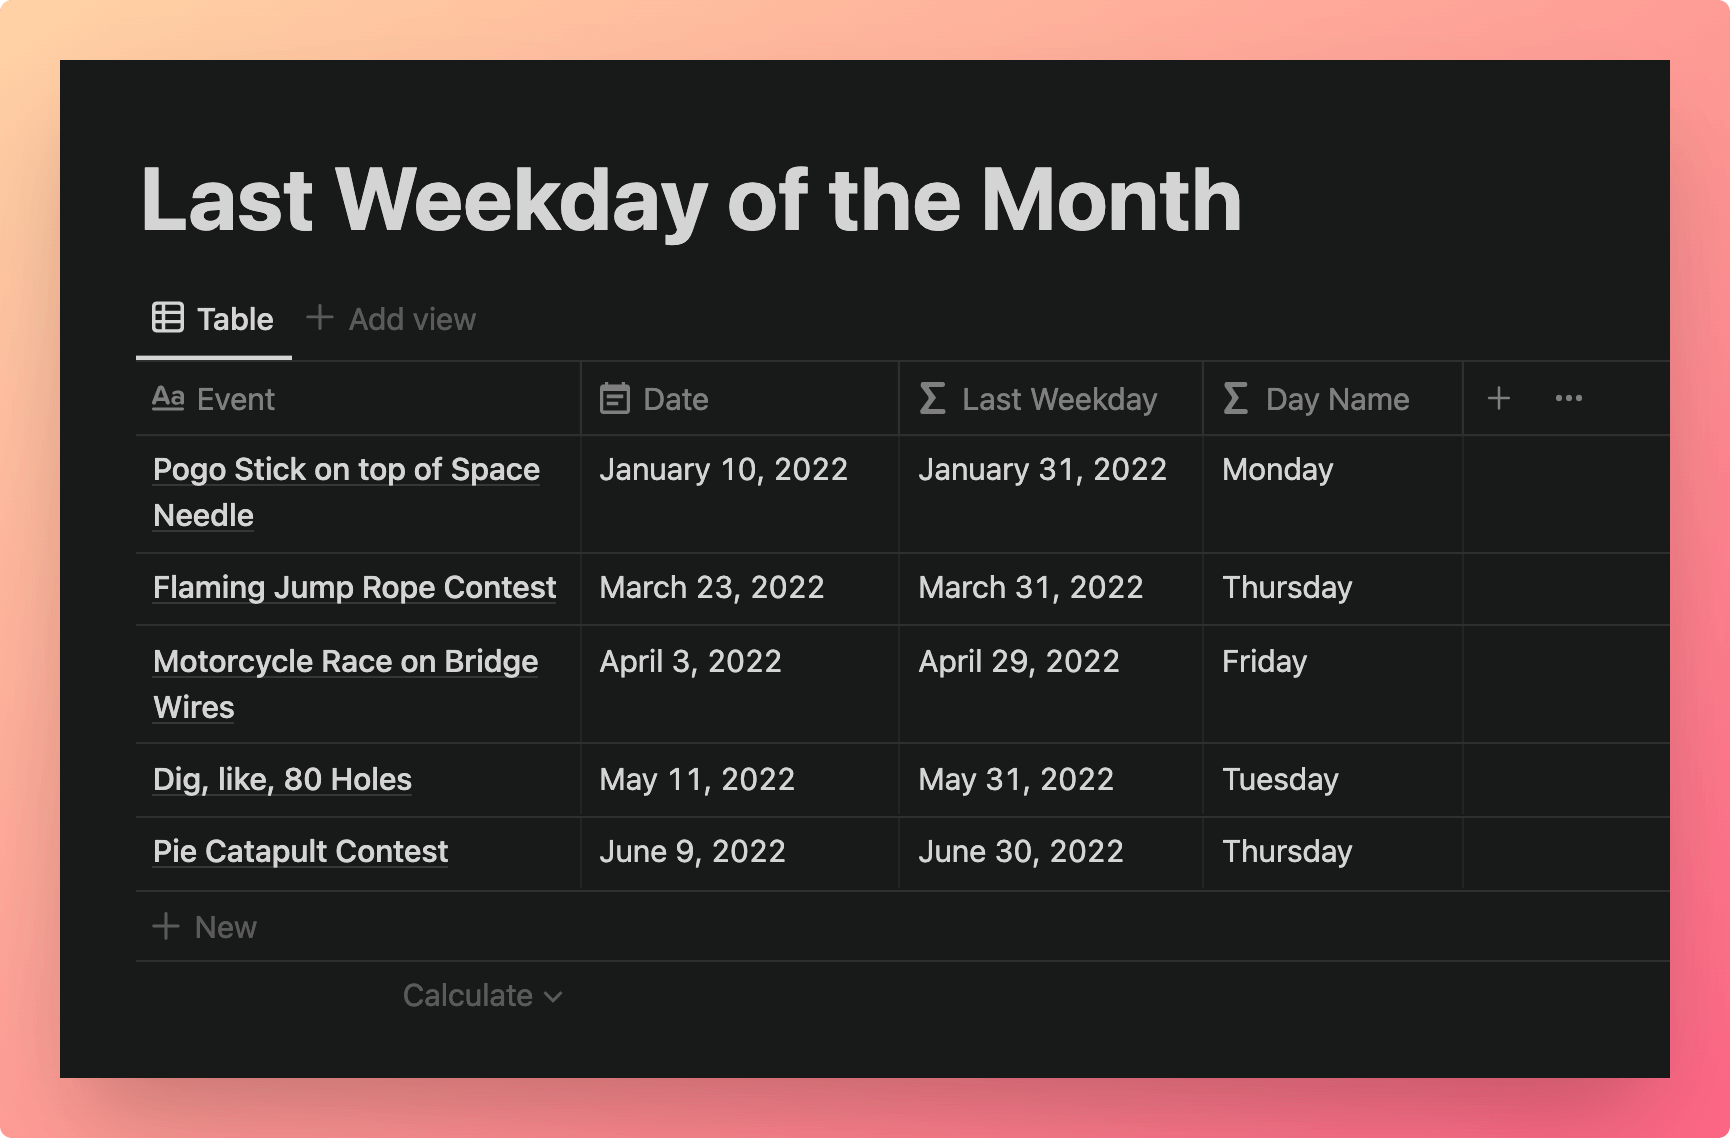 Last Weekday of the Month
Table + Add view
Aa Event Date Σ Last Weekday Σ Day Name + •••
Pogo Stick on top of Space January 10, 2022 January 31, 2022 Monday
Needle
Flaming Jump Rope Contest March 23, 2022 March 31, 2022 Thursday
Motorcycle Race on Bridge April 3, 2022 April 29, 2022 Friday
Wires
Dig, like, 80 Holes May 11, 2022 May 31, 2022 Tuesday
Pie Catapult Contest June 9, 2022 June 30, 2022 Thursday
+ New
Calculate